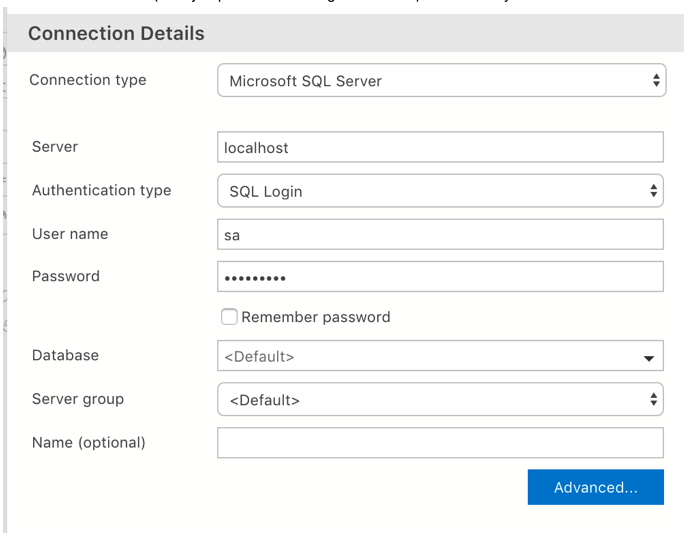 Connection Details
Connection type Microsoft SQL Server
Server localhost
Authentication type SQL Login
User name sa
Password •••••••••
Remember password
Database <Default>
Server group <Default>
Name (optional)
Advanced...